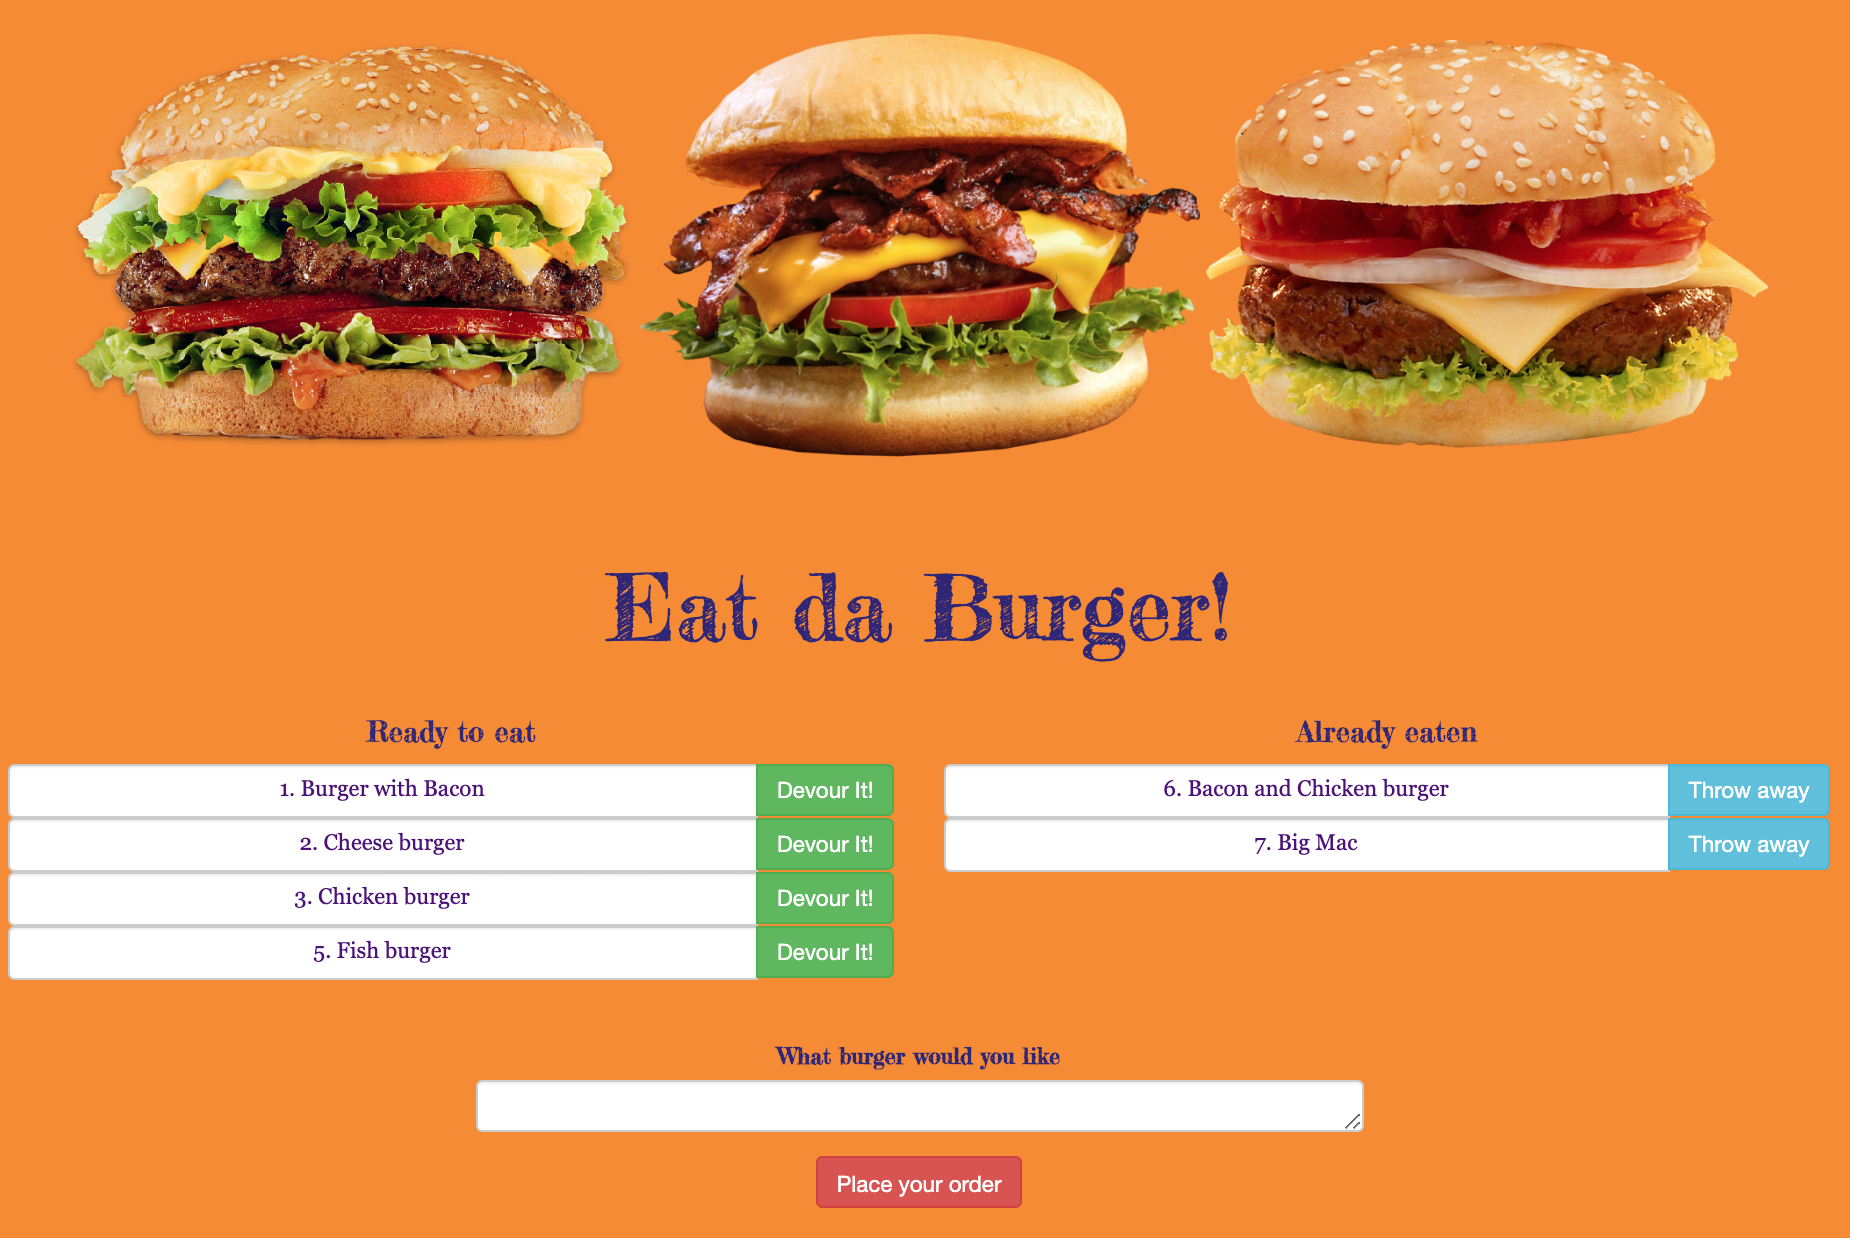 Eat da Burger!
Ready to eat
1. Burger with Bacon
Devour It!
2. Cheese burger
Devour It!
3. Chicken burger
Devour It!
5. Fish burger
Devour It!
Already eaten
6. Bacon and Chicken burger
Throw away
7. Big Mac
Throw away
What burger would you like
Place your order